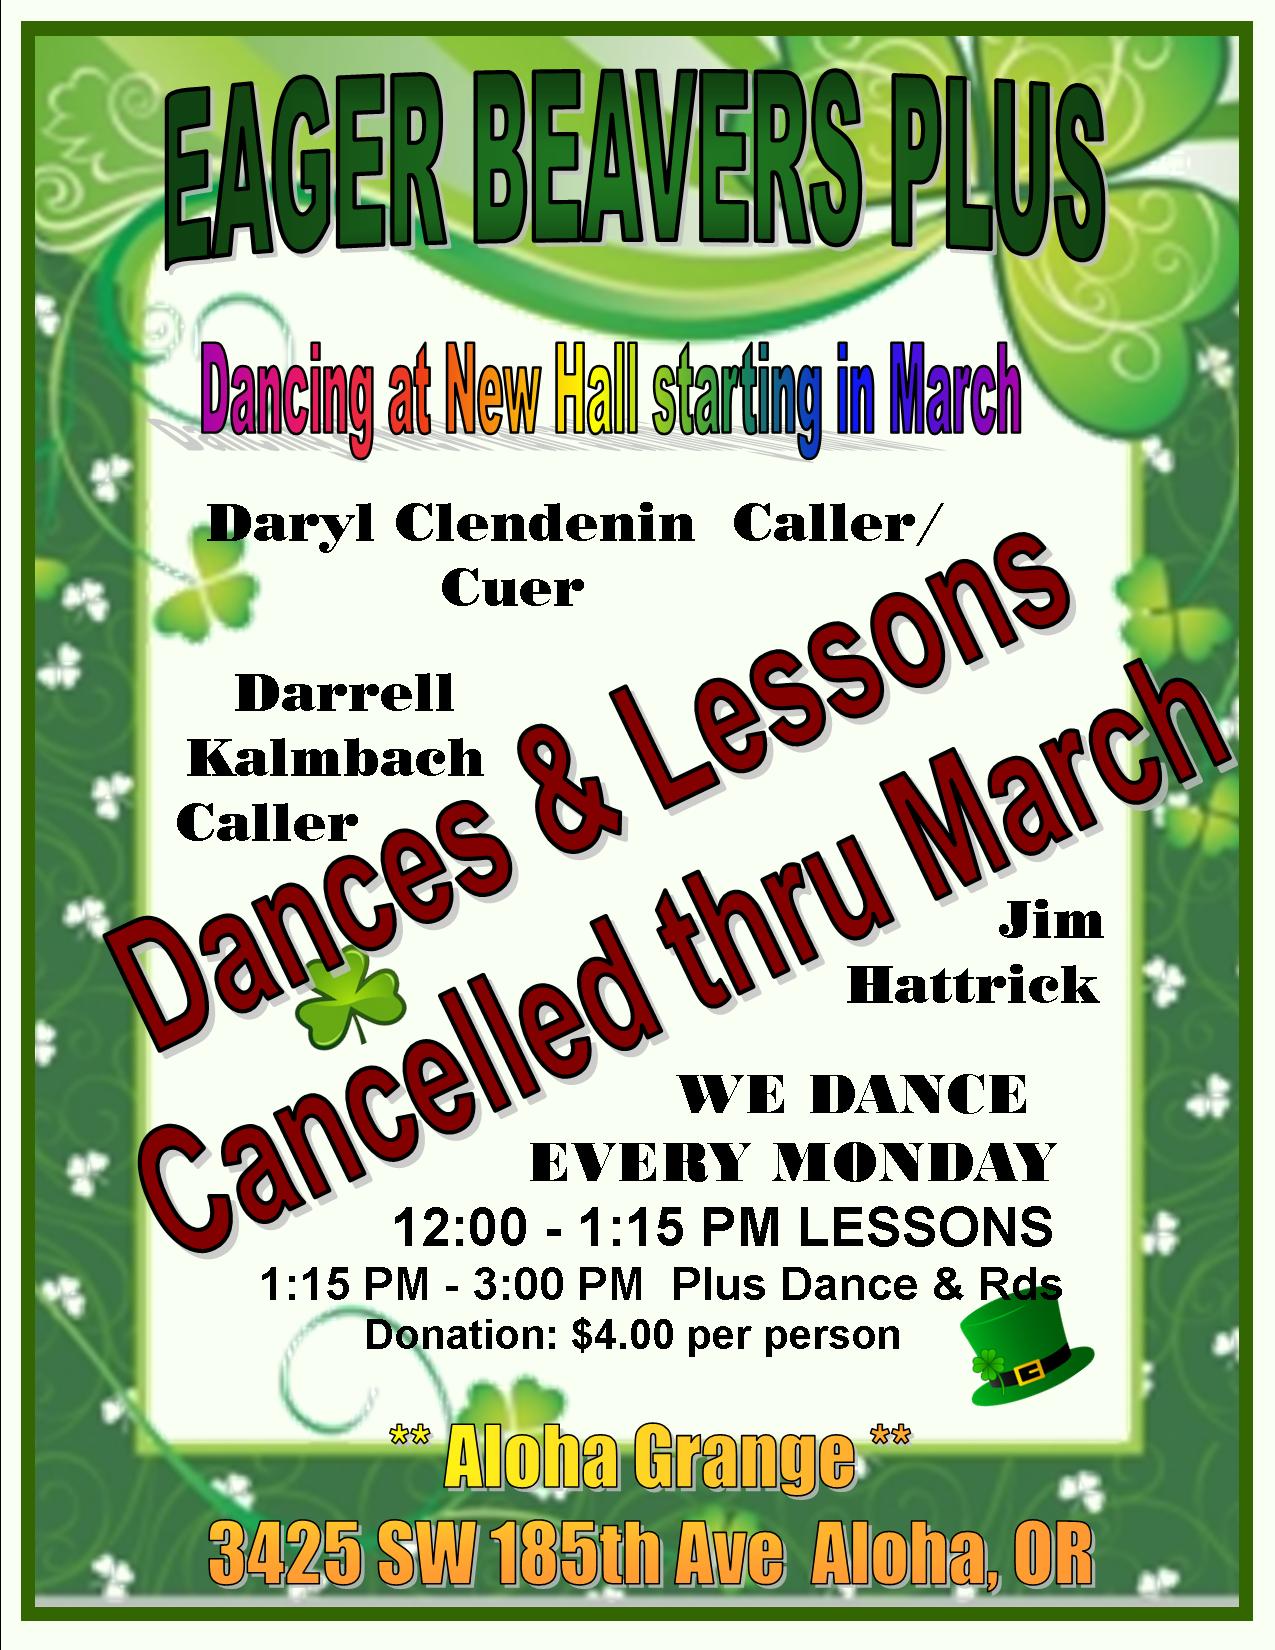 EAGER BEAVERS PLUS
Dancing at New Hall starting in March
Daryl Clendenin Caller/
Cuer
Darrell
Kalmbach
Caller
Dances & Lessons
Cancelled thru March
Jim
Hattrick
WE DANCE
EVERY MONDAY
12:00 - 1:15 PM LESSONS
1:15 PM - 3:00 PM Plus Dance & Rds
Donation: $4.00 per person
** Aloha Grange **
3425 SW 185th Ave Aloha, OR